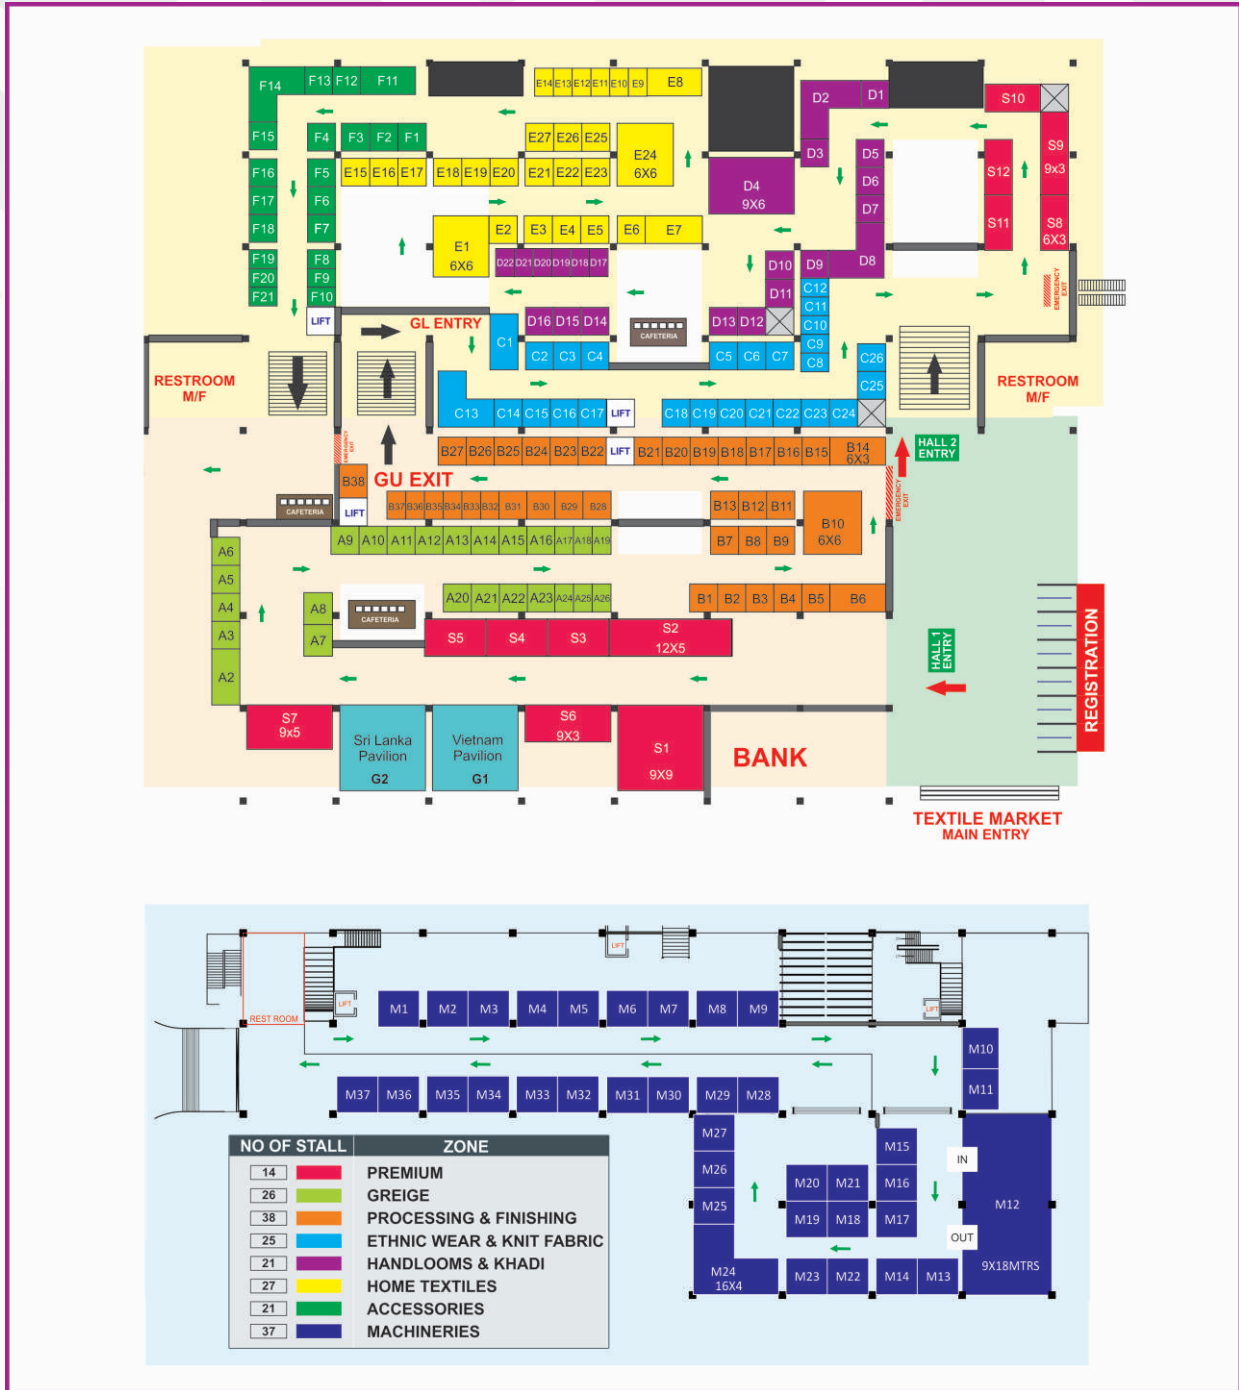 F14
F13 F12 F11
E14 E13 E12 E11 E10 E9 E8
D2 D1
S10
F15 F4 F3 F2 F1
E27 E26 E25
E24
6X6
D3 D5
S9
9x3
F16 F5 E15 E16 E17 E18 E19 E20 E21 E22 E23
D4
9X6
D6
S12
F17 F6
D7
S11
S8
6X3
F18 F7
E1
6X6
E2 E3 E4 E5 E6 E7
F19 F8
D22 D21 D20 D19 D18 D17
D10 D9 D8
F20 F9
D11 C12
EMERGENCY
EXIT
F21 F10
C11
LIFT
GL ENTRY
D16 D15 D14
CAFETERIA
D13 D12
C10
C1
C2 C3 C4
C5 C6 C7
C9
C8
C26
RESTROOM
M/F
C25
RESTROOM
M/F
C13 C14 C15 C16 C17 LIFT C18 C19 C20 C21 C22 C23 C24
EMERGENCY
EXIT
B27 B26 B25 B24 B23 B22 LIFT B21 B20 B19 B18 B17 B16 B15 B14
6X3
HALL 2
ENTRY
B38
GU EXIT
EMERGENCY
EXIT
CAFETERIA
LIFT
B37 B36 B35 B34 B33 B32 B31 B30 B29 B28
B13 B12 B11
B10
6X6
A6
A9 A10 A11 A12 A13 A14 A15 A16 A17 A18 A19
B7 B8 B9
A5
A4 A8
CAFETERIA
A20 A21 A22 A23 A24 A25 A26
B1 B2 B3 B4 B5 B6
A3 A7
S5 S4 S3
S2
12X5
HALL 1
ENTRY
REGISTRATION
A2
S7
9x5
Sri Lanka
Pavilion
G2
Vietnam
Pavilion
G1
S6
9X3
S1
9X9
BANK
TEXTILE MARKET
MAIN ENTRY
LIFT
LIFT
LIFT
REST ROOM
M1 M2 M3 M4 M5 M6 M7 M8 M9
M10
M11
M37 M36 M35 M34 M33 M32 M31 M30 M29 M28
M27
M15
IN
M26
M20 M21
M16
M25
M19 M18
M17
M12
OUT
M24
16X4
M23 M22
M14 M13
9X18MTRS
NO OF STALL ZONE
14 PREMIUM
26 GREIGE
38 PROCESSING & FINISHING
25 ETHNIC WEAR & KNIT FABRIC
21 HANDLOOMS & KHADI
27 HOME TEXTILES
21 ACCESSORIES
37 MACHINERIES